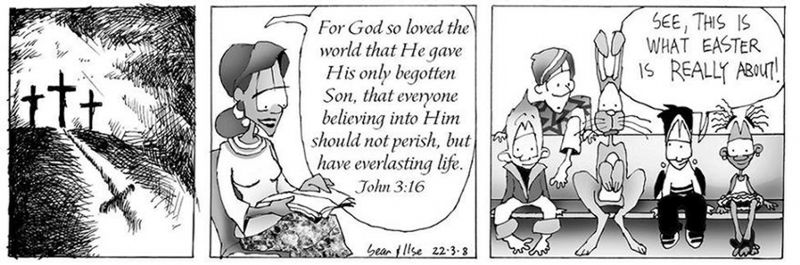 For God so loved the
world that He gave
His only begotten
Son, that everyone
believing into Him
should not perish, but
have everlasting life.
John 3:16
Sean & Ilse 22-3-8
SEE, THIS IS
WHAT EASTER
IS REALLY ABOUT!